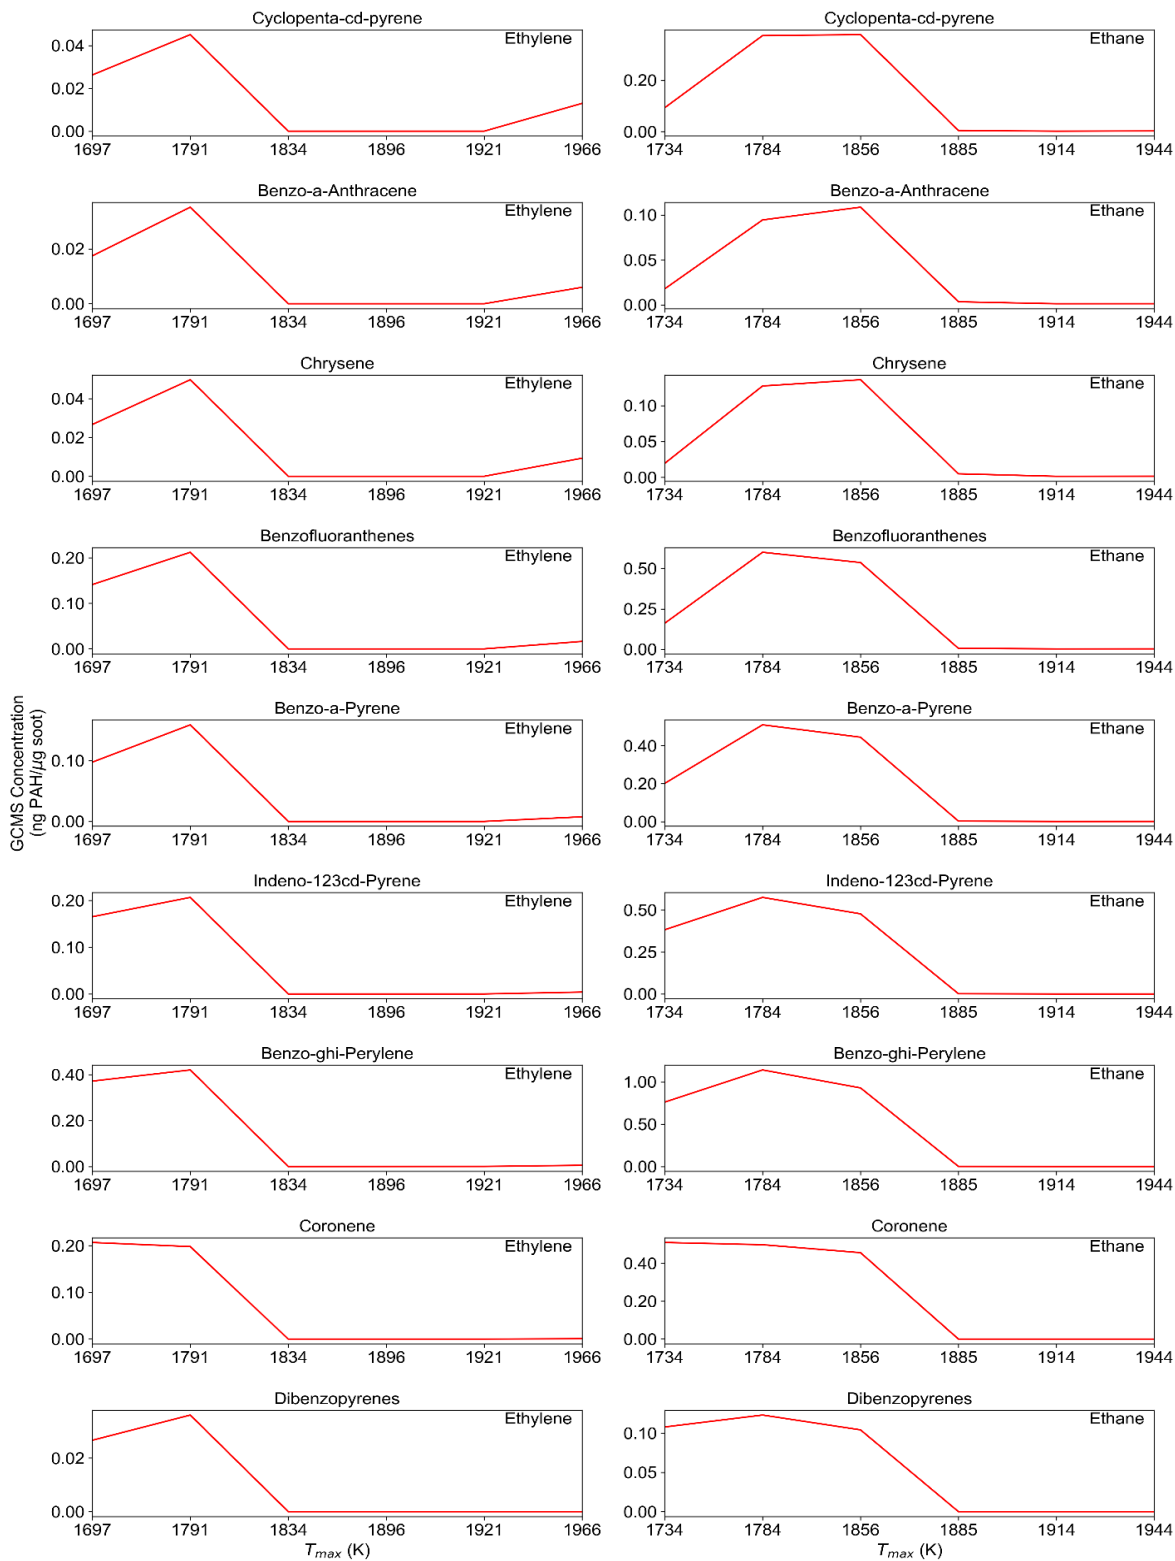 Cyclopenta-cd-pyrene
Ethylene
0.04
0.02
0.00
1697 1791 1834 1896 1921 1966
Cyclopenta-cd-pyrene
Ethane
0.20
0.00
1734 1784 1856 1885 1914 1944
Benzo-a-Anthracene
Ethylene
0.02
0.00
1697 1791 1834 1896 1921 1966
Benzo-a-Anthracene
Ethane
0.10
0.05
0.00
1734 1784 1856 1885 1914 1944
Chrysene
Ethylene
0.04
0.02
0.00
1697 1791 1834 1896 1921 1966
Chrysene
Ethane
0.10
0.05
0.00
1734 1784 1856 1885 1914 1944
Benzofluoranthenes
Ethylene
0.20
0.10
0.00
1697 1791 1834 1896 1921 1966
Benzofluoranthenes
Ethane
0.50
0.25
0.00
1734 1784 1856 1885 1914 1944
GCMS Concentration
(ng PAH/μg soot)
Benzo-a-Pyrene
Ethylene
0.10
0.00
1697 1791 1834 1896 1921 1966
Benzo-a-Pyrene
Ethane
0.40
0.20
0.00
1734 1784 1856 1885 1914 1944
Indeno-123cd-Pyrene
Ethylene
0.20
0.10
0.00
1697 1791 1834 1896 1921 1966
Indeno-123cd-Pyrene
Ethane
0.50
0.25
0.00
1734 1784 1856 1885 1914 1944
Benzo-ghi-Perylene
Ethylene
0.40
0.20
0.00
1697 1791 1834 1896 1921 1966
Benzo-ghi-Perylene
Ethane
1.00
0.50
0.00
1734 1784 1856 1885 1914 1944
Coronene
Ethylene
0.20
0.10
0.00
1697 1791 1834 1896 1921 1966
Coronene
Ethane
0.40
0.20
0.00
1734 1784 1856 1885 1914 1944
Dibenzopyrenes
Ethylene
0.02
0.00
1697 1791 1834 1896 1921 1966
T_max (K)
Dibenzopyrenes
Ethane
0.10
0.05
0.00
1734 1784 1856 1885 1914 1944
T_max (K)